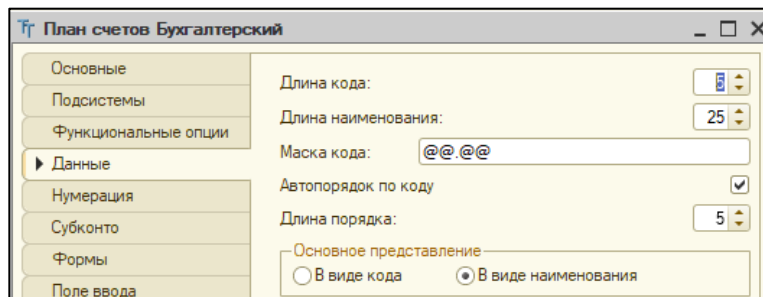 План счетов Бухгалтерский
Основные
Подсистемы
Функциональные опции
Данные
Нумерация
Субконто
Формы
Поле ввода
Длина кода: 5
Длина наименования: 25
Маска кода: @@.@@
Автопорядок по коду
Длина порядка: 5
Основное представление
В виде кода В виде наименования